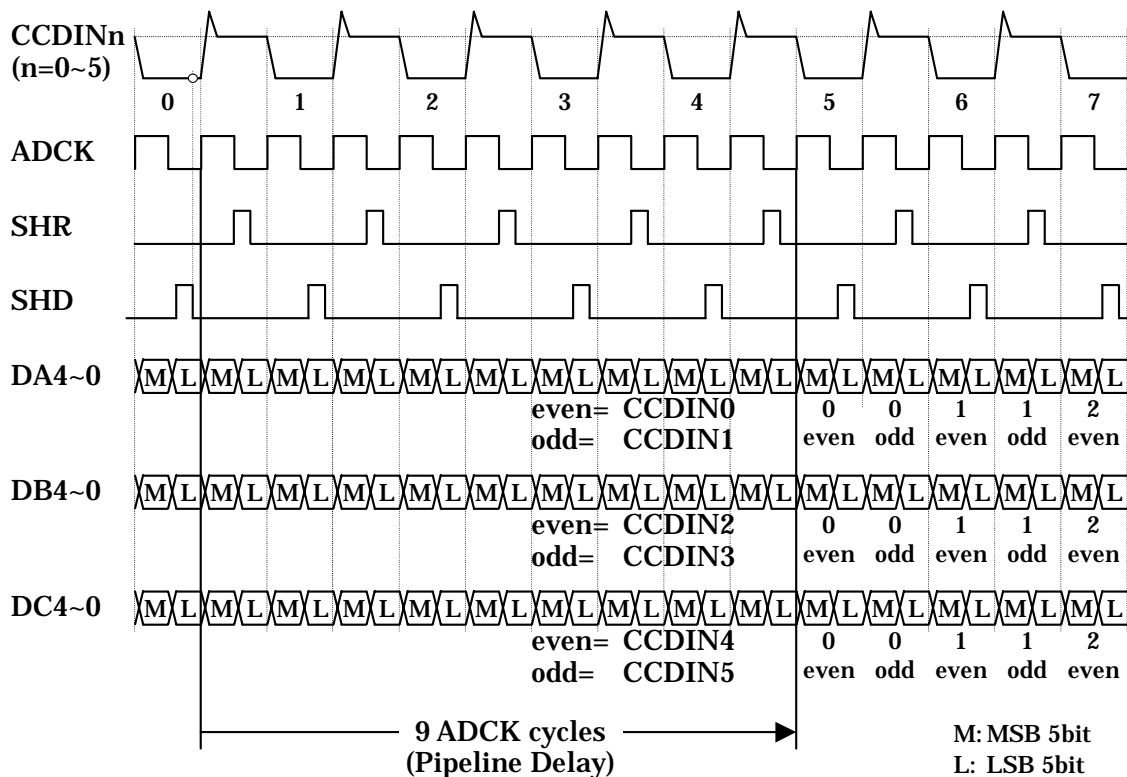 CCDINn
(n=0~5)
0 1 2 3 4 5 6 7
ADCK
SHR
SHD
DA4~0 M L M L M L M L M L M L M L M L M L M L M L M L M L M L M L
even= CCDIN0 0 0 1 1 2
odd= CCDIN1 even odd even odd even
DB4~0 M L M L M L M L M L M L M L M L M L M L M L M L M L M L M L
even= CCDIN2 0 0 1 1 2
odd= CCDIN3 even odd even odd even
DC4~0 M L M L M L M L M L M L M L M L M L M L M L M L M L M L M L
even= CCDIN4 0 0 1 1 2
odd= CCDIN5 even odd even odd even
9 ADCK cycles
(Pipeline Delay)
M: MSB 5bit
L: LSB 5bit